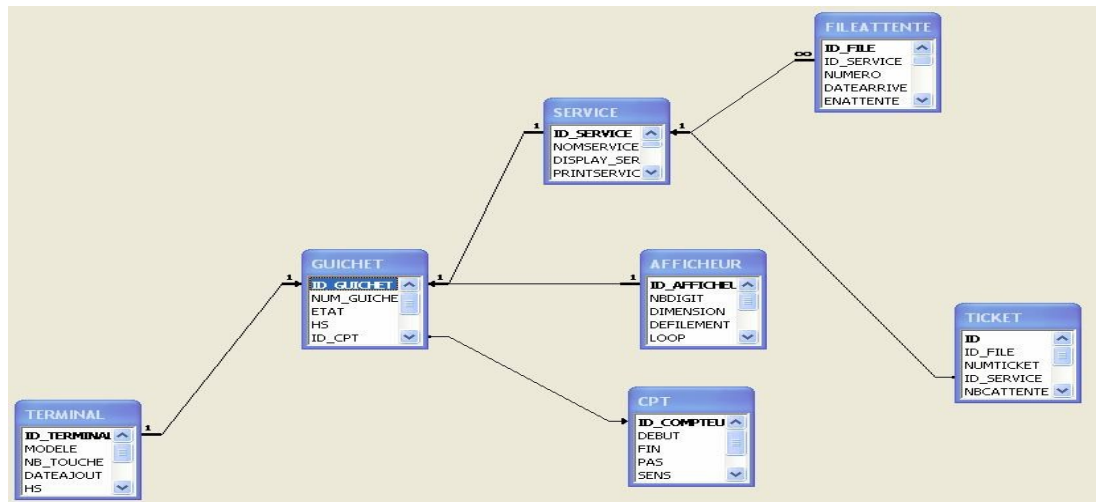 FILEATTENTE
ID_FILE
ID_SERVICE
NUMERO
DATEARRIVE
ENATTENTE
∞
SERVICE
1
1
ID_SERVICE
NOMSERVICE
DISPLAY_SER
PRINTSERVIC
GUICHET
1
1
ID_GUICHET
NUM_GUICHE
ETAT
HS
ID_CPT
AFFICHEUR
1
ID_AFFICHEU
NBDIGIT
DIMENSION
DEFILEMENT
LOOP
TICKET
ID
ID_FILE
NUMTICKET
ID_SERVICE
NBCATTENTE
CPT
ID_COMPTEU
DEBUT
FIN
PAS
SENS
TERMINAL
1
ID_TERMINAL
MODELE
NB_TOUCHE
DATEAJOUT
HS